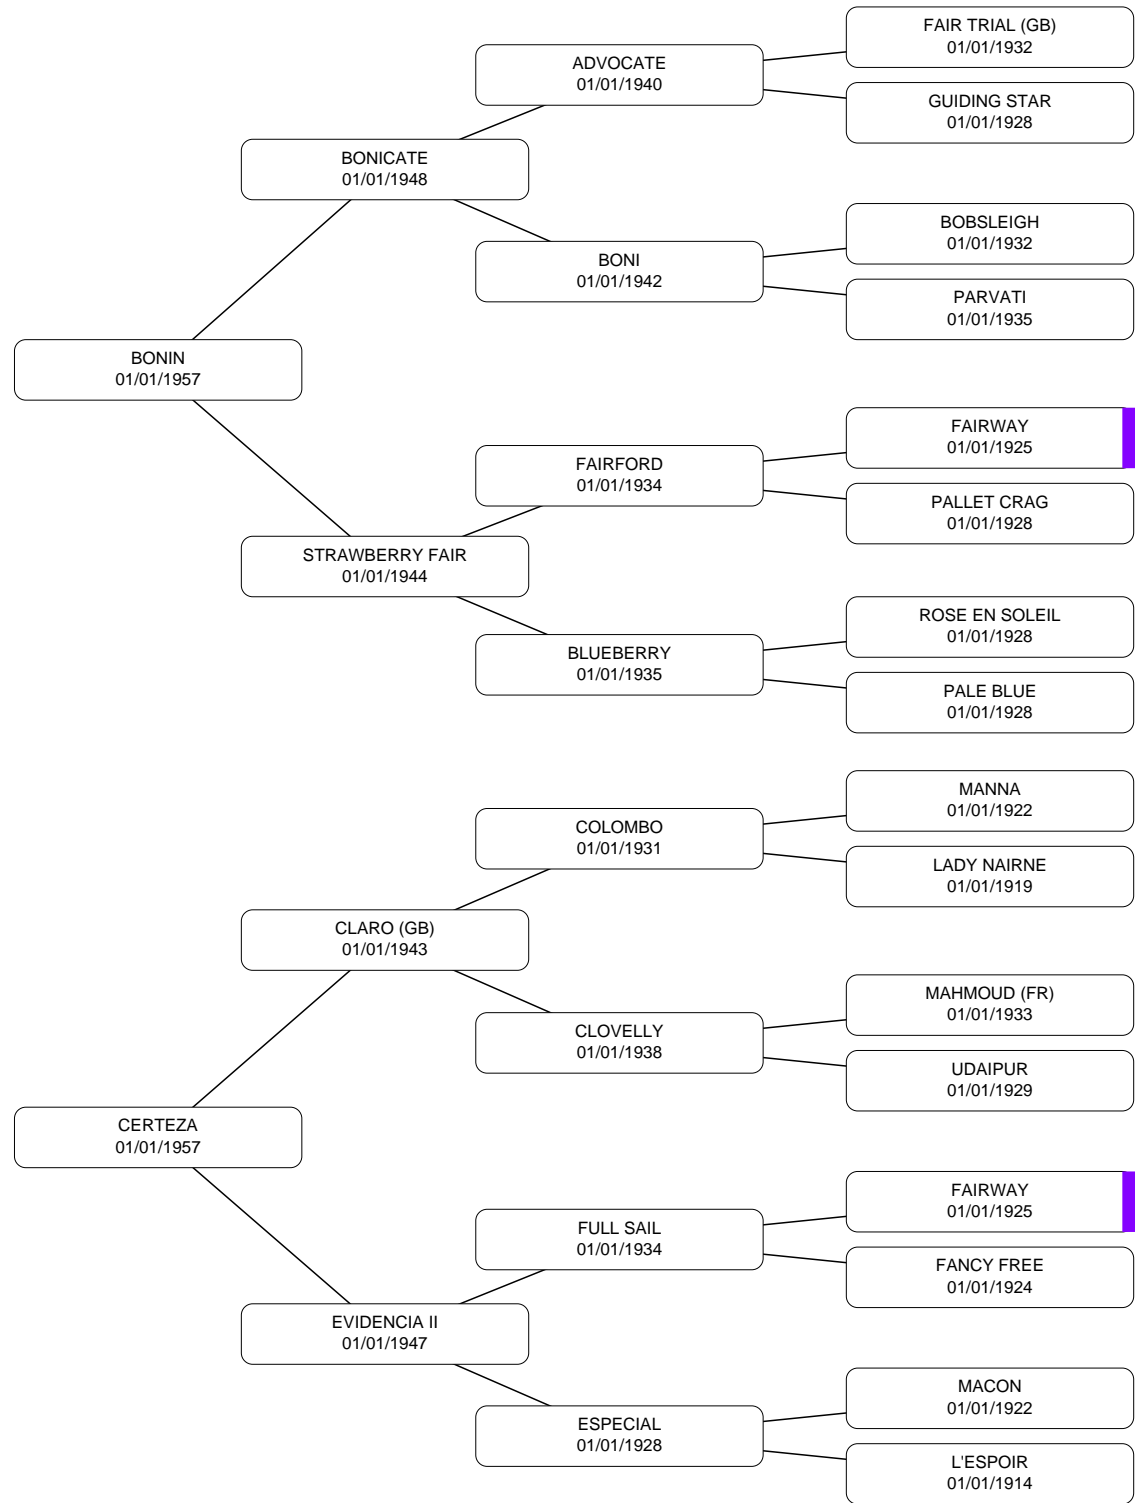 FAIR TRIAL (GB)
01/01/1932
ADVOCATE
01/01/1940
GUIDING STAR
01/01/1928
BONICATE
01/01/1948
BOBSLEIGH
01/01/1932
BONI
01/01/1942
PARVATI
01/01/1935
BONIN
01/01/1957
FAIRWAY
01/01/1925
FAIRFORD
01/01/1934
PALLET CRAG
01/01/1928
STRAWBERRY FAIR
01/01/1944
ROSE EN SOLEIL
01/01/1928
BLUEBERRY
01/01/1935
PALE BLUE
01/01/1928
MANNA
01/01/1922
COLOMBO
01/01/1931
LADY NAIRNE
01/01/1919
CLARO (GB)
01/01/1943
MAHMOUD (FR)
01/01/1933
CLOVELLY
01/01/1938
UDAIPUR
01/01/1929
CERTEZA
01/01/1957
FAIRWAY
01/01/1925
FULL SAIL
01/01/1934
FANCY FREE
01/01/1924
EVIDENCIA II
01/01/1947
MACON
01/01/1922
ESPECIAL
01/01/1928
L'ESPOIR
01/01/1914